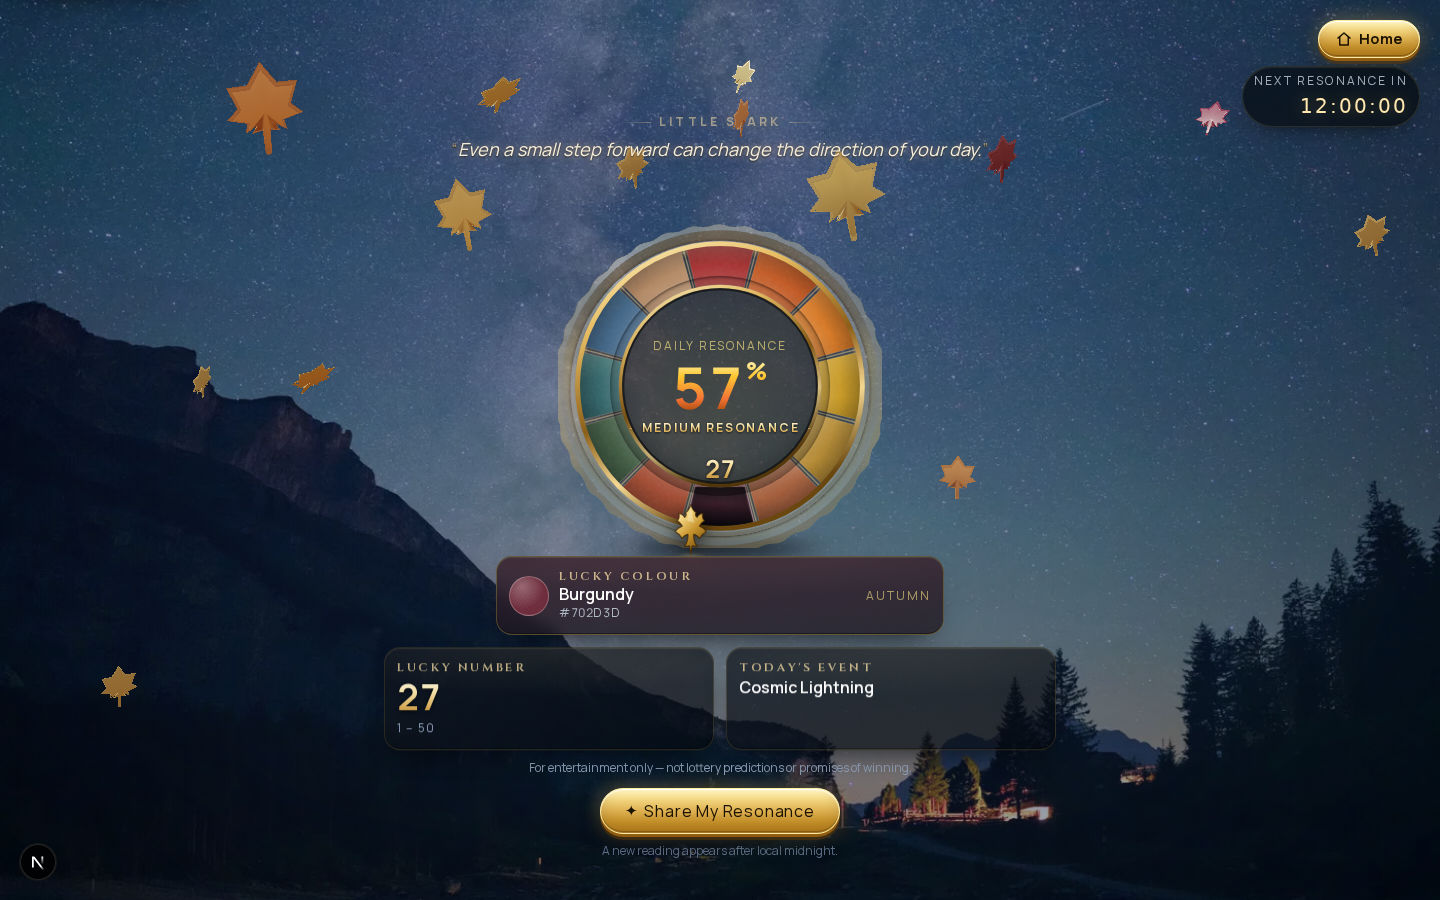 Home
NEXT RESONANCE IN
12:00:00
LITTLE SPARK
“Even a small step forward can change the direction of your day.”
DAILY RESONANCE
57%
MEDIUM RESONANCE
27
LUCKY COLOUR
Burgundy
#702D3D
AUTUMN
LUCKY NUMBER
27
1 – 50
TODAY'S EVENT
Cosmic Lightning
For entertainment only — not lottery predictions or promises of winning.
✦ Share My Resonance
A new reading appears after local midnight.
N